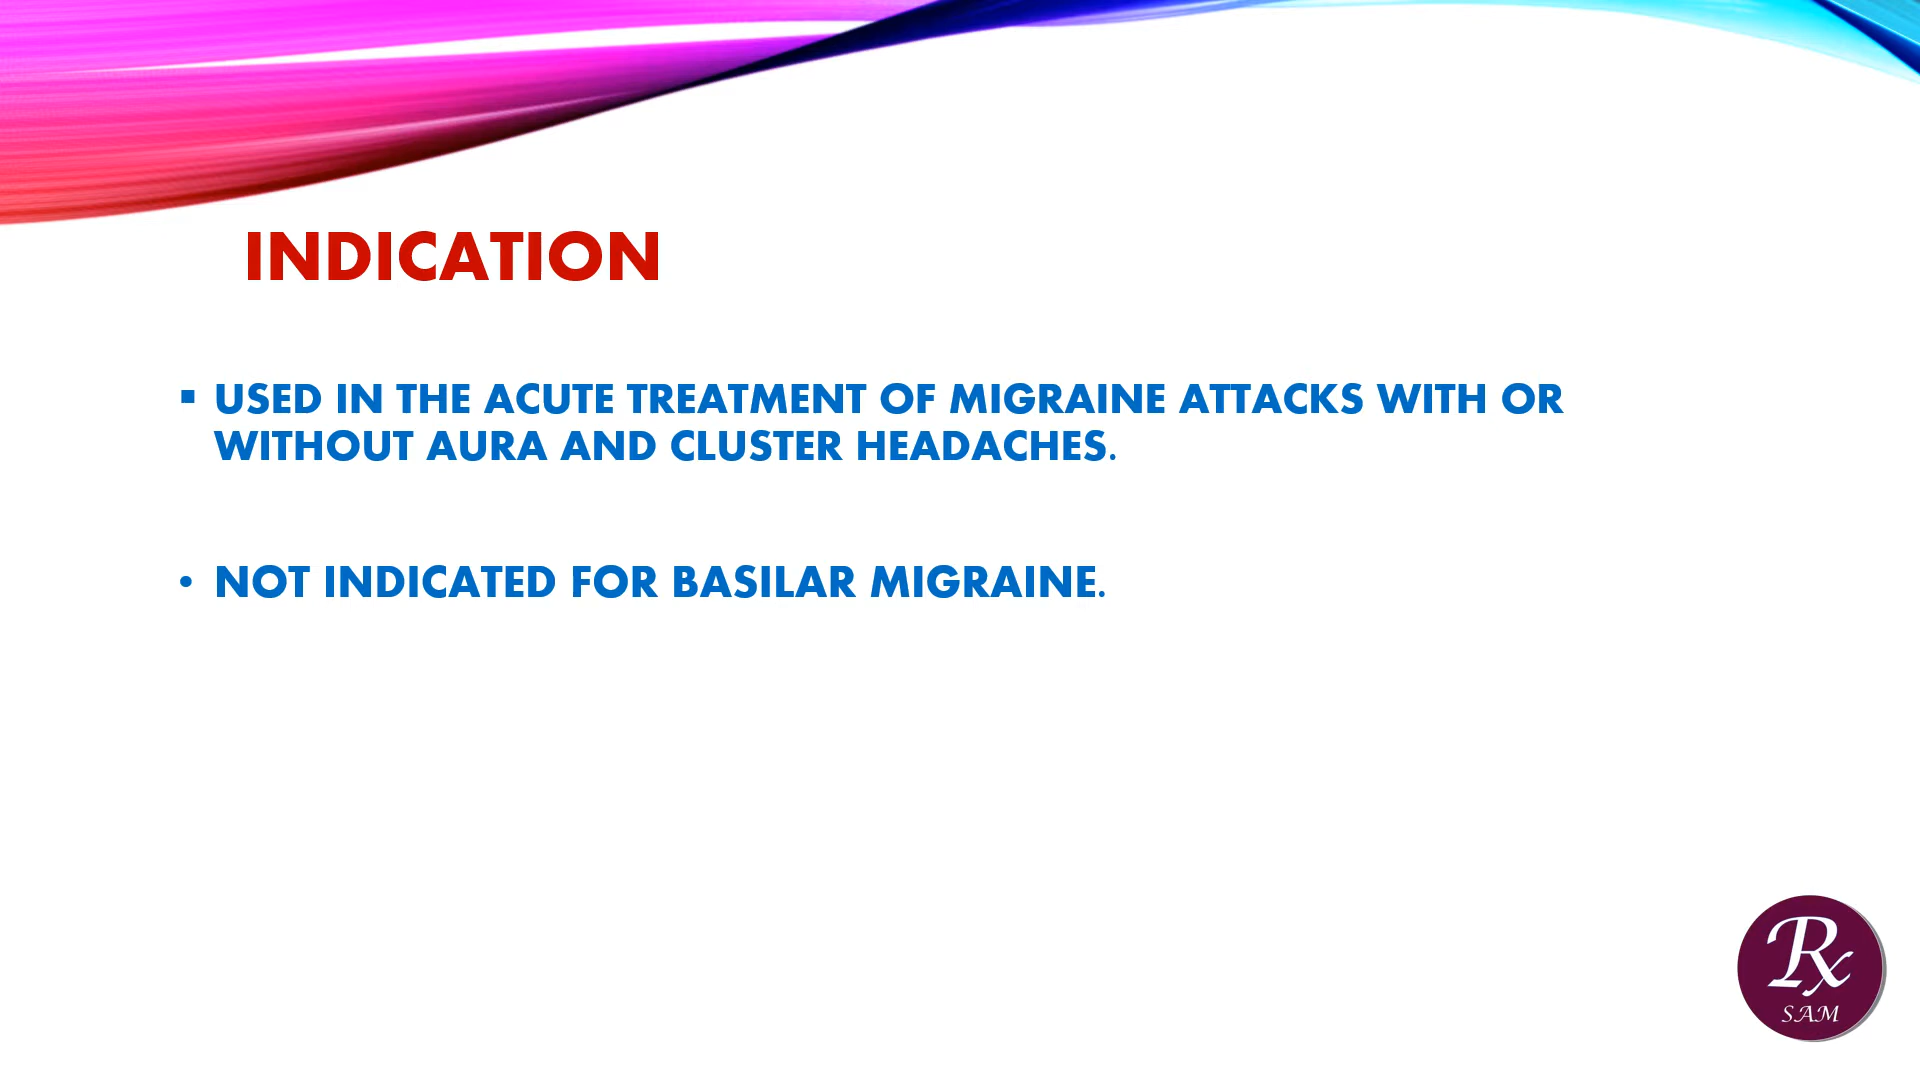 INDICATION
▪ USED IN THE ACUTE TREATMENT OF MIGRAINE ATTACKS WITH OR
WITHOUT AURA AND CLUSTER HEADACHES.
• NOT INDICATED FOR BASILAR MIGRAINE.
Rx
SAM